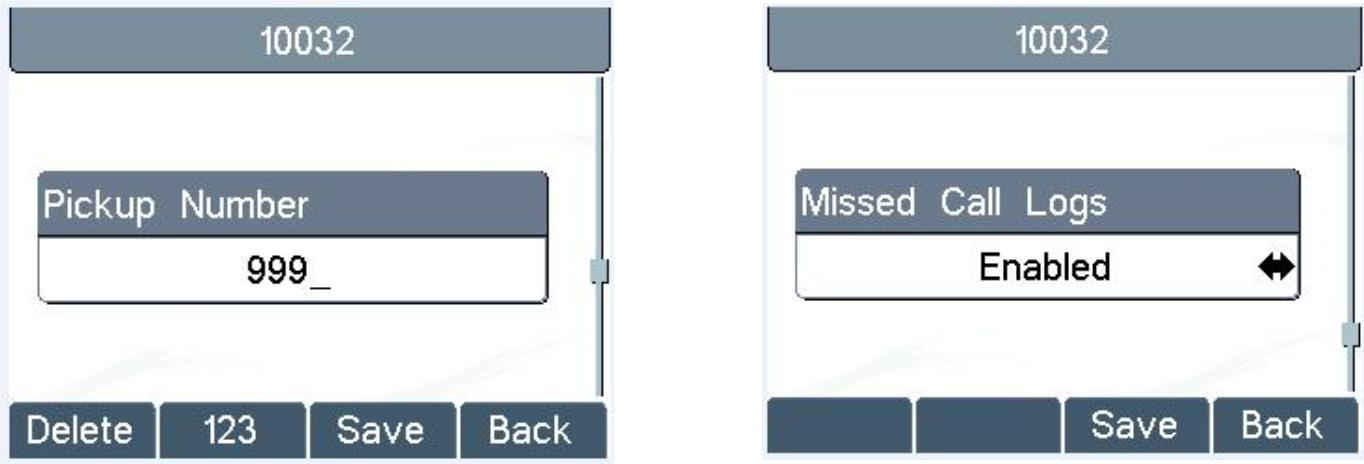 10032
Pickup Number
999_
Delete 123 Save Back
10032
Missed Call Logs
Enabled
Save Back